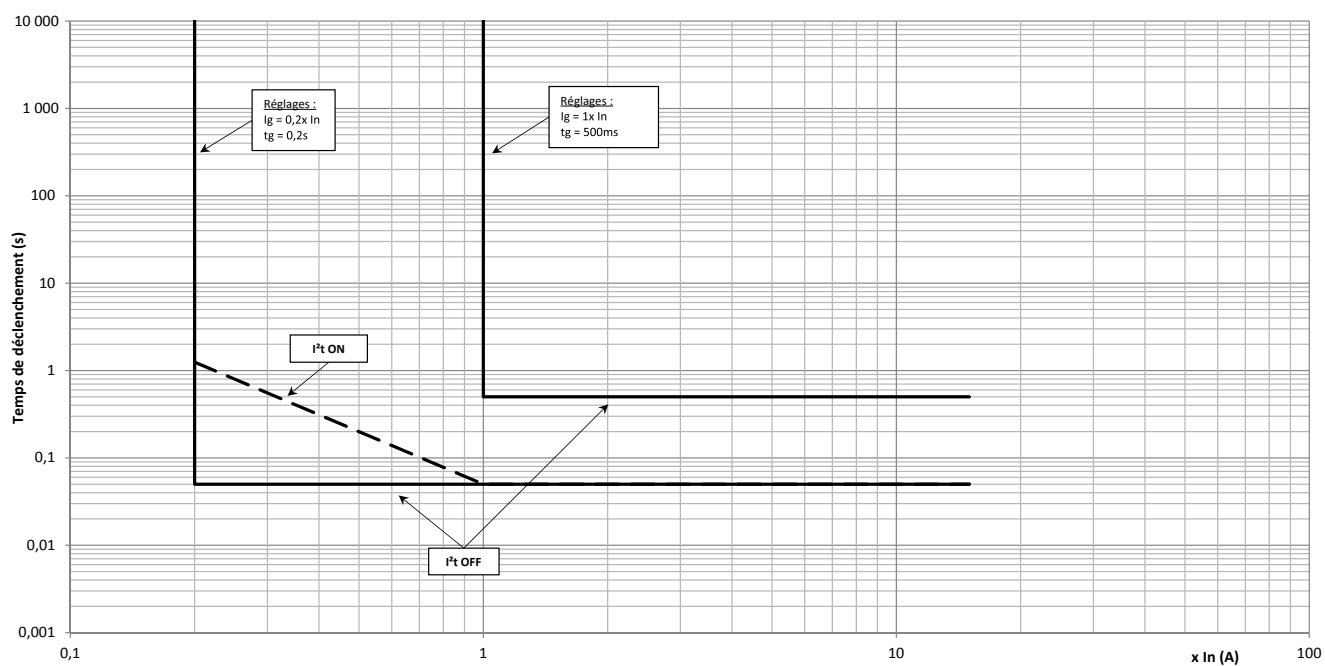 10 000
1 000
100
10
1
0,1
0,01
0,001
Temps de déclenchement (s)
Réglages :
Ig = 0,2x In
tg = 0,2s
Réglages :
Ig = 1x In
tg = 500ms
I²t ON
I²t OFF
0,1
1
10
100
x In (A)